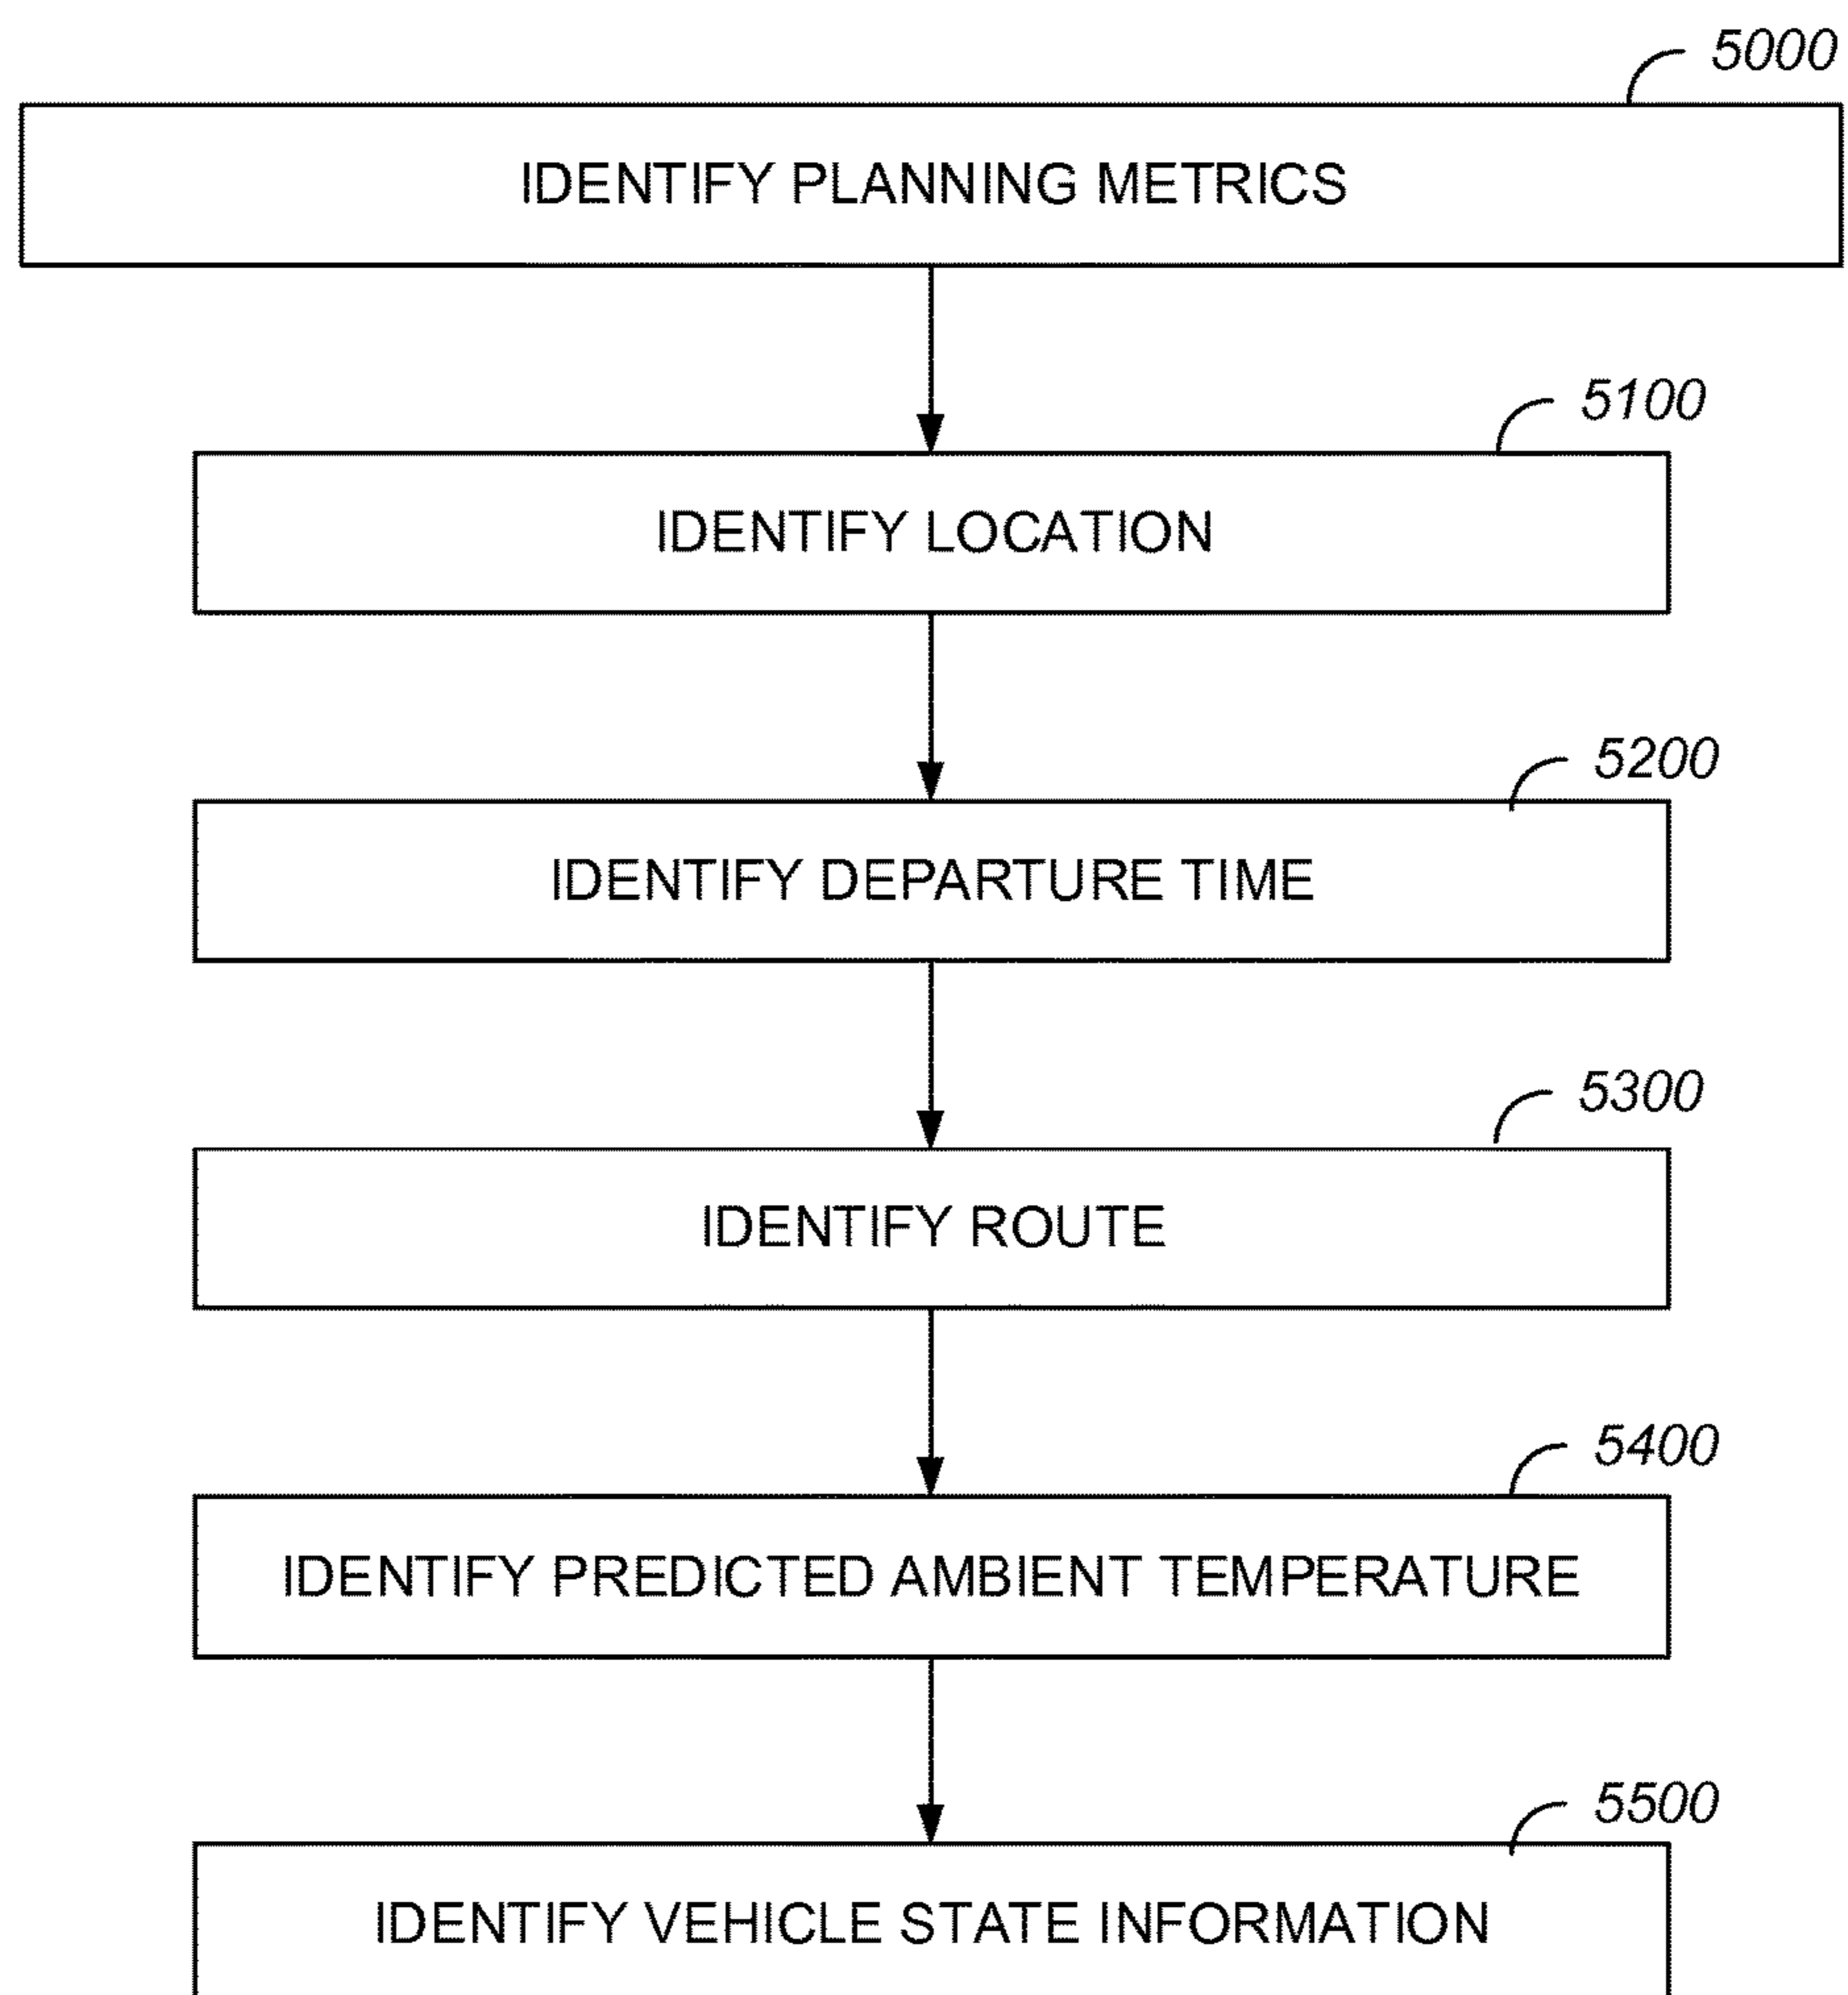 5000
IDENTIFY PLANNING METRICS
5100
IDENTIFY LOCATION
5200
IDENTIFY DEPARTURE TIME
5300
IDENTIFY ROUTE
5400
IDENTIFY PREDICTED AMBIENT TEMPERATURE
5500
IDENTIFY VEHICLE STATE INFORMATION